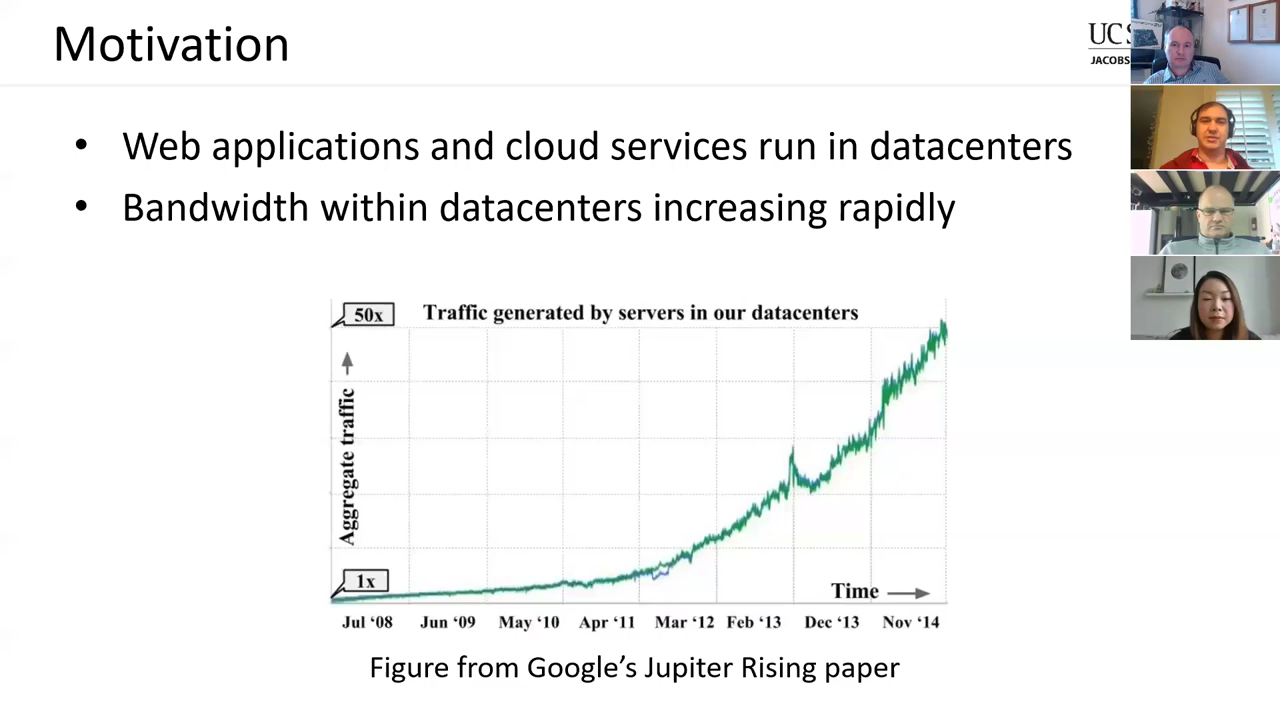 Motivation
UC S
JACOBS
• Web applications and cloud services run in datacenters
• Bandwidth within datacenters increasing rapidly
50x
Traffic generated by servers in our datacenters
Aggregate traffic
1x
Time
Jul ‘08 Jun ‘09 May ‘10 Apr ‘11 Mar ‘12 Feb ‘13 Dec ‘13 Nov ‘14
Figure from Google’s Jupiter Rising paper